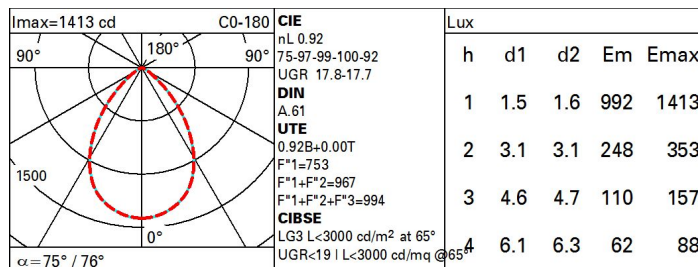 Imax=1413 cd C0-180
90° 180° 90°
1500
0°
α=75° / 76°
CIE
nL 0.92
75-97-99-100-92
UGR 17.8-17.7
DIN
A.61
UTE
0.92B+0.00T
F"1=753
F"1+F"2=967
F"1+F"2+F"3=994
CIBSE
LG3 L<3000 cd/m² at 65°
UGR<19 | L<3000 cd/mq @65°
Lux
h d1 d2 Em Emax
1 1.5 1.6 992 1413
2 3.1 3.1 248 353
3 4.6 4.7 110 157
4 6.1 6.3 62 88